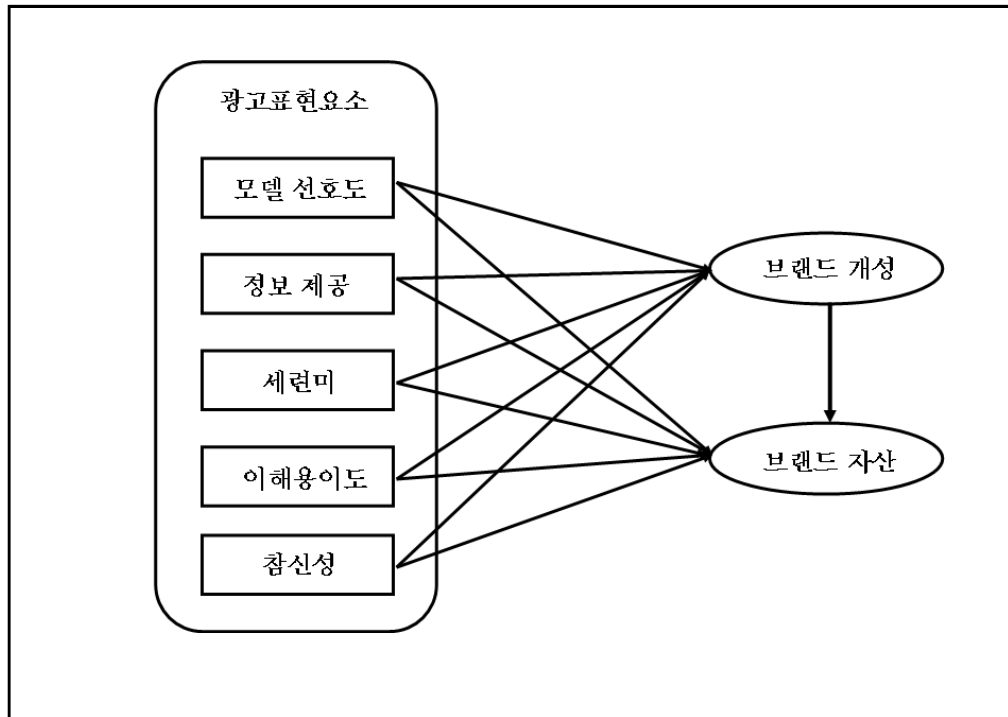 광고표현요소
모델 선호도
정보 제공
세련미
이해용이도
참신성
브랜드 개성
브랜드 자산